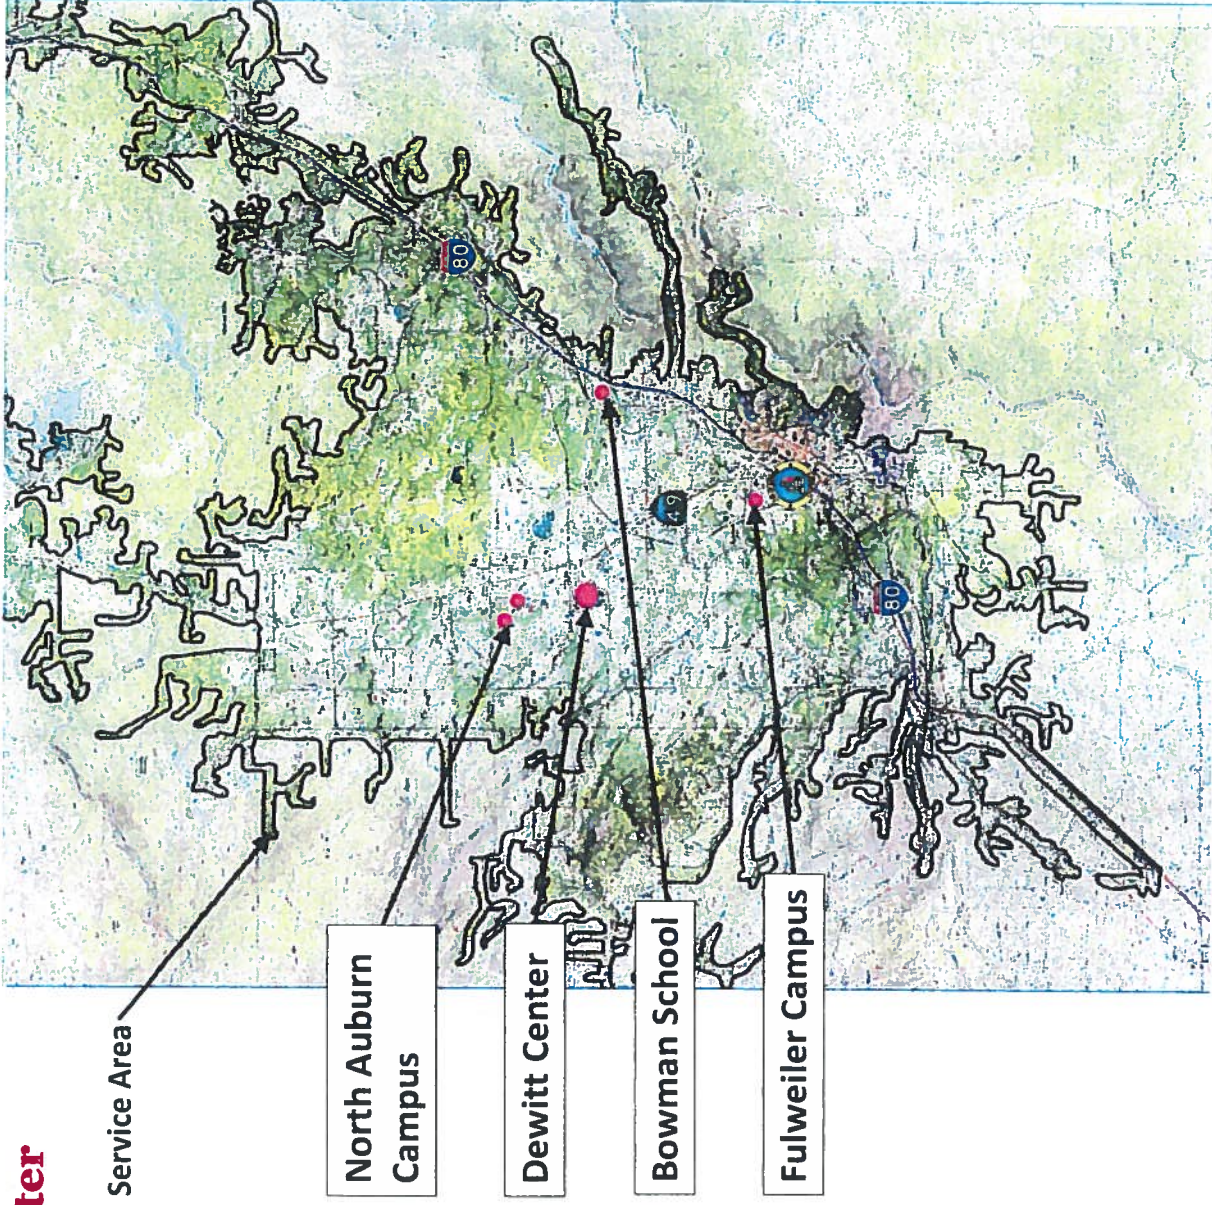 ter
Service Area
North Auburn
Campus
Dewitt Center
Bowman School
Fulweiler Campus
80
80